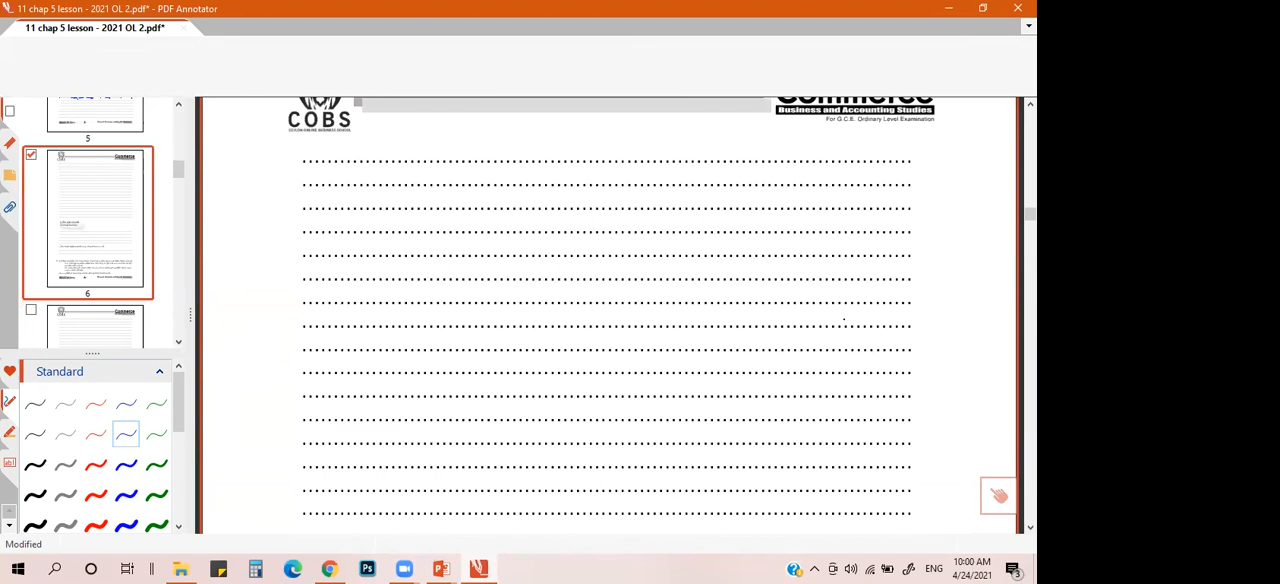 11 chap 5 lesson - 2021 OL 2.pdf* - PDF Annotator
11 chap 5 lesson - 2021 OL 2.pdf*
5
6
Standard
Modified
COBS
CEYLON ONLINE BUSINESS SCHOOL
Commerce
Business and Accounting Studies
For G.C.E. Ordinary Level Examination
ENG
10:00 AM
4/24/2021
3